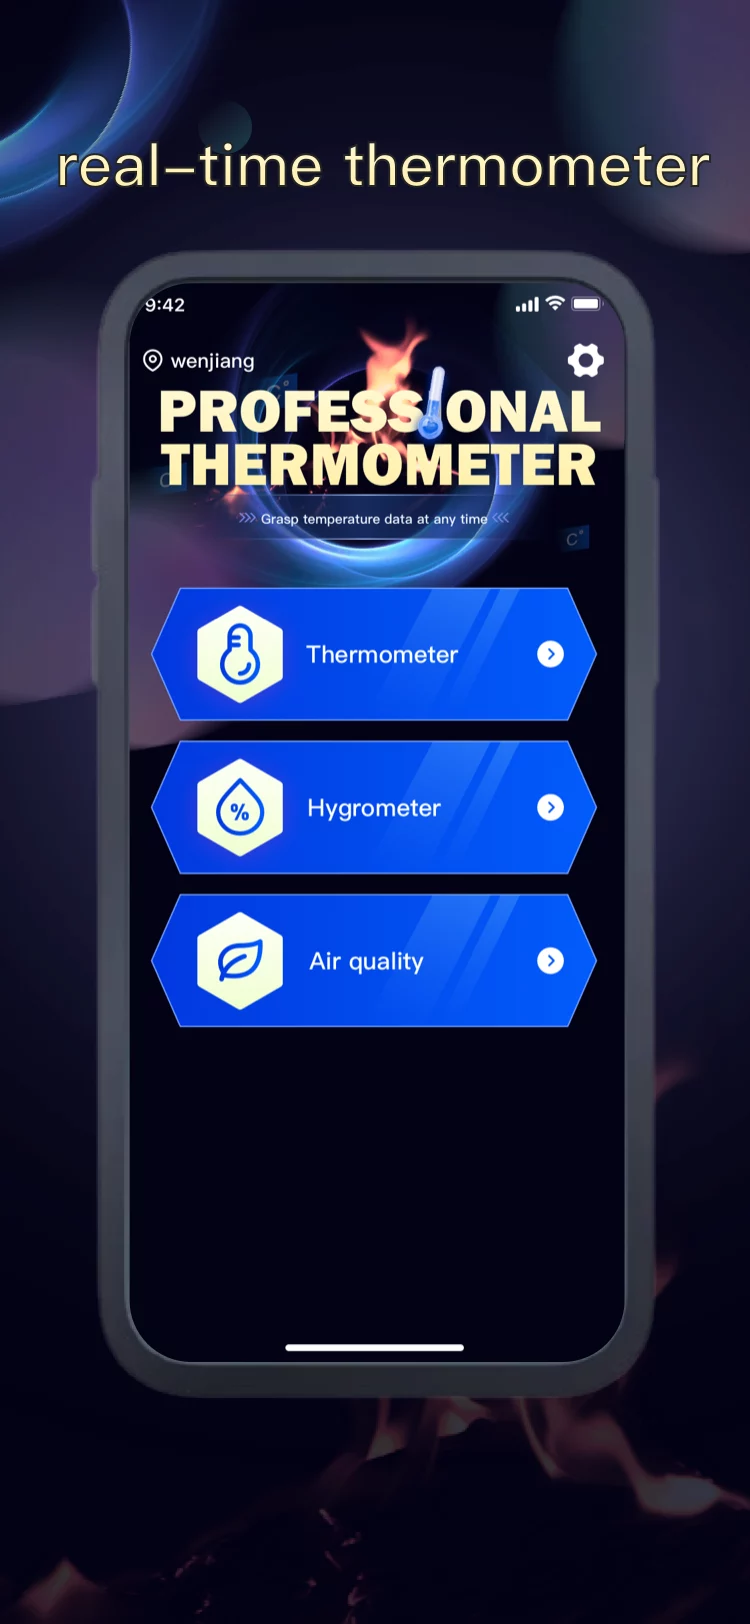 real-time thermometer
9:42
wenjiang
PROFESSIONAL
THERMOMETER
Grasp temperature data at any time
C°
Thermometer
%
Hygrometer
Air quality